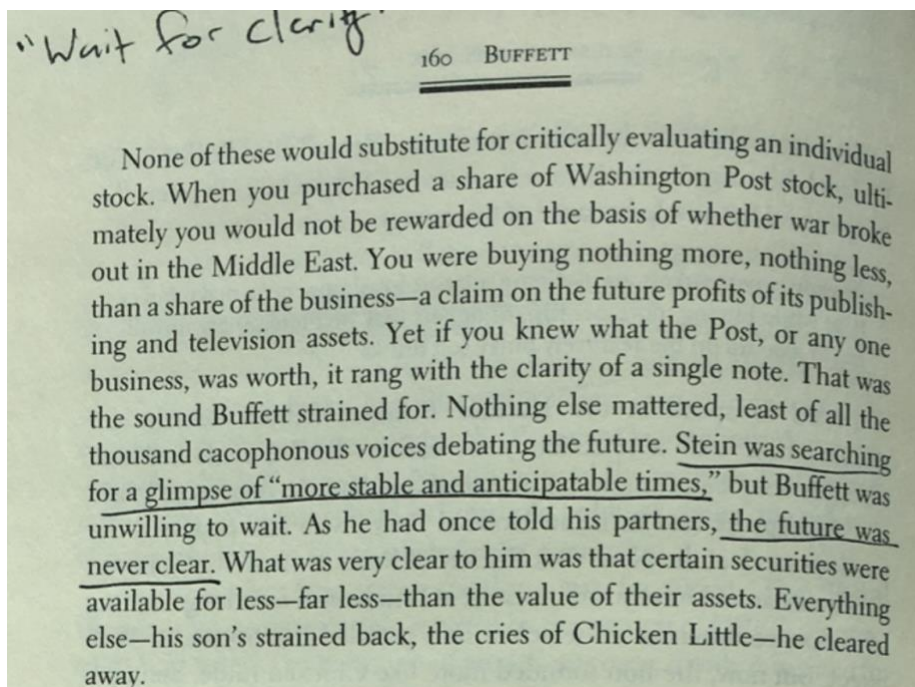 "Wait for clarity"
160 BUFFETT
None of these would substitute for critically evaluating an individual
stock. When you purchased a share of Washington Post stock, ulti-
mately you would not be rewarded on the basis of whether war broke
out in the Middle East. You were buying nothing more, nothing less,
than a share of the business—a claim on the future profits of its publish-
ing and television assets. Yet if you knew what the Post, or any one
business, was worth, it rang with the clarity of a single note. That was
the sound Buffett strained for. Nothing else mattered, least of all the
thousand cacophonous voices debating the future. Stein was searching
for a glimpse of “more stable and anticipatable times,” but Buffett was
unwilling to wait. As he had once told his partners, the future was
never clear. What was very clear to him was that certain securities were
available for less—far less—than the value of their assets. Everything
else—his son's strained back, the cries of Chicken Little—he cleared
away.